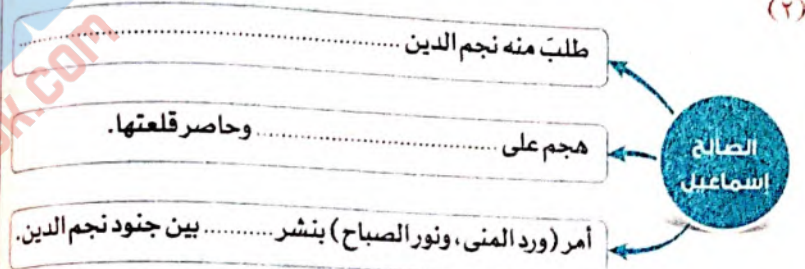 (٢)
طلبَ منه نجم الدين ..............................................................................
هجم على ............................................. وحاصر قلعتها.
الصالح
إسماعيل
أمر (ورد المنى، ونور الصباح) بنشر ........... بين جنود نجم الدين.